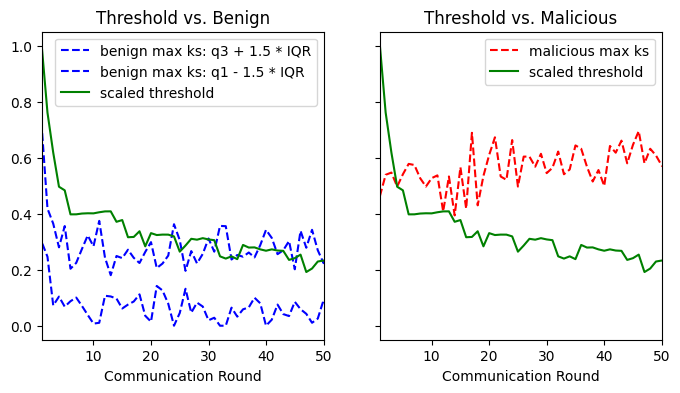 Threshold vs. Benign
benign max ks: q3 + 1.5 * IQR
benign max ks: q1 - 1.5 * IQR
scaled threshold
1.0
0.8
0.6
0.4
0.2
0.0
10
20
30
40
50
Communication Round
Threshold vs. Malicious
malicious max ks
scaled threshold
10
20
30
40
50
Communication Round